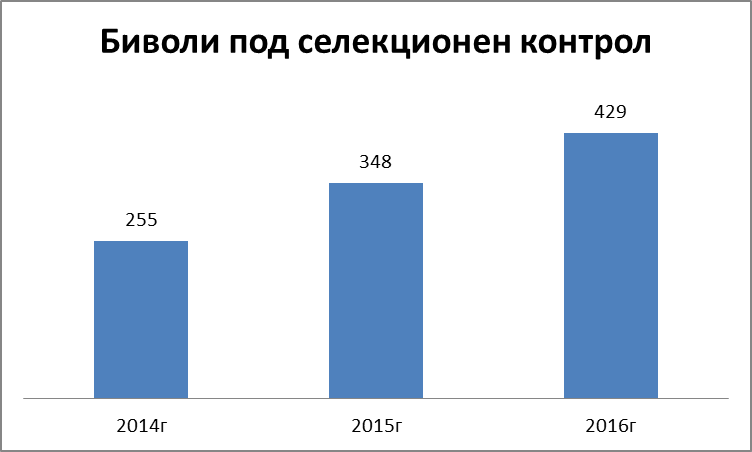 Биволи под селекционен контрол
429
348
255
2014г
2015г
2016г